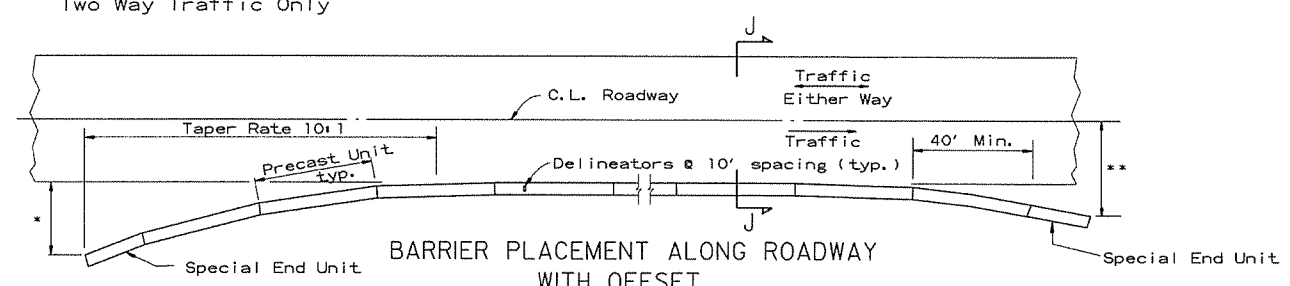 Two Way Traffic Only
J
Traffic
Either Way
C.L. Roadway
Taper Rate 10:1
Traffic
40' Min.
Precast Unit
typ.
Delineators @ 10' spacing (typ.)
*
**
J
BARRIER PLACEMENT ALONG ROADWAY
WITH OFFSET
Special End Unit
Special End Unit